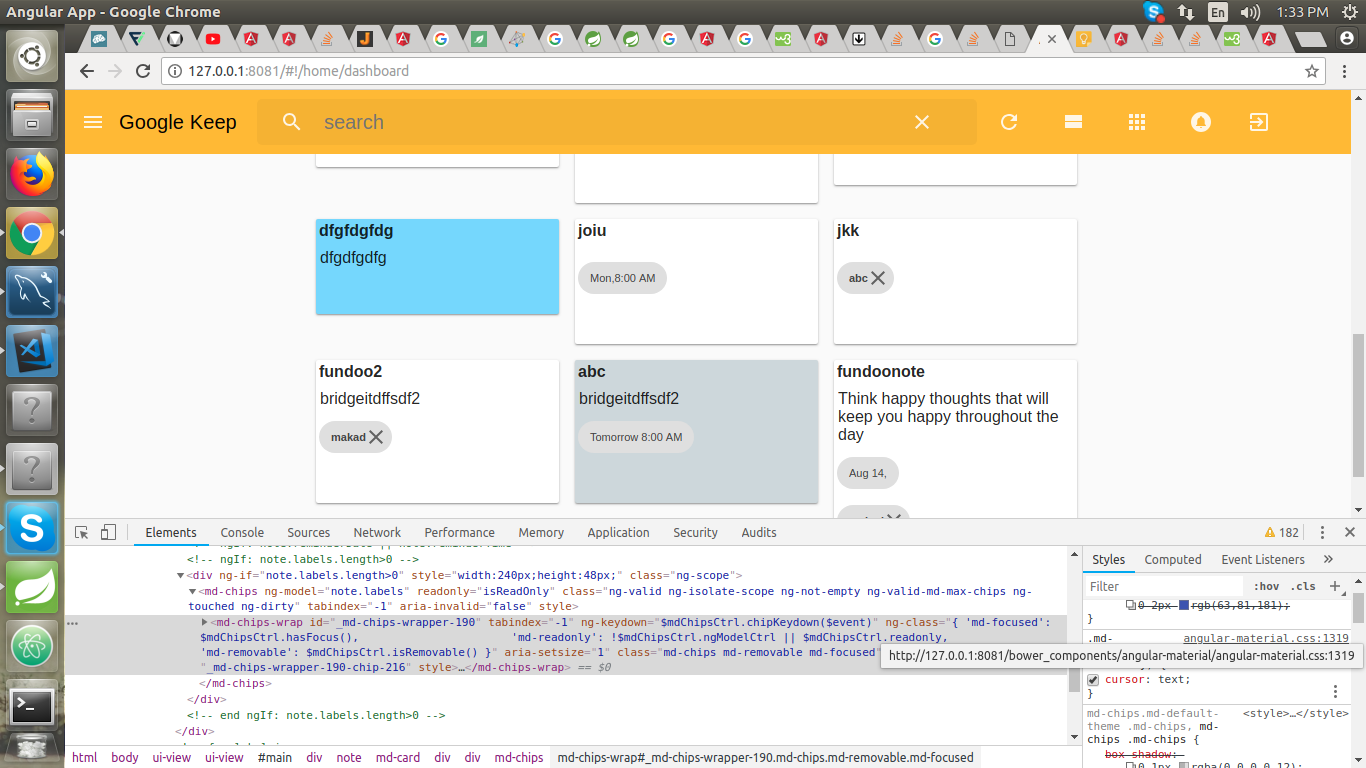 Angular App - Google Chrome
En
1:33 PM
127.0.0.1:8081/#!/home/dashboard
Google Keep
search
dfgfdgfdg
dfgdfgdfg
joiu
Mon,8:00 AM
jkk
abc
fundoo2
bridgeitdffsdf2
makad
abc
bridgeitdffsdf2
Tomorrow 8:00 AM
fundoonote
Think happy thoughts that will
keep you happy throughout the
day
Aug 14,
Elements Console Sources Network Performance Memory Application Security Audits
182
<!-- ngIf: note.labels.length>0 -->
<div ng-if="note.labels.length>0" style="width:240px;height:48px;" class="ng-scope">
<md-chips ng-model="note.labels" readonly="isReadOnly" class="ng-valid ng-isolate-scope ng-not-empty ng-valid-md-max-chips ng-
touched ng-dirty" tabindex="-1" aria-invalid="false" style>
<md-chips-wrap id="_md-chips-wrapper-190" tabindex="-1" ng-keydown="$mdChipsCtrl.chipKeydown($event)" ng-class="{ 'md-focused':
$mdChipsCtrl.hasFocus(), 'md-readonly': !$mdChipsCtrl.ngModelCtrl || $mdChipsCtrl.readonly,
'md-removable': $mdChipsCtrl.isRemovable() }" aria-setsize="1" class="md-chips md-removable md-focused"
"_md-chips-wrapper-190-chip-216" style>…</md-chips-wrap> == $0
</md-chips>
</div>
<!-- end ngIf: note.labels.length>0 -->
</div>
html body ui-view ui-view #main div note md-card div div md-chips md-chips-wrap#_md-chips-wrapper-190.md-chips.md-removable.md-focused
Styles Computed Event Listeners »
Filter :hov .cls +
0 2px rgb(63,81,181);
}
.md- angular-material.css:1319
http://127.0.0.1:8081/bower_components/angular-material/angular-material.css:1319
cursor: text;
}
md-chips.md-default- <style>…</style>
theme .md-chips, md-
chips .md-chips {
box-shadow:
0 1px rgba(0,0,0,0.12);